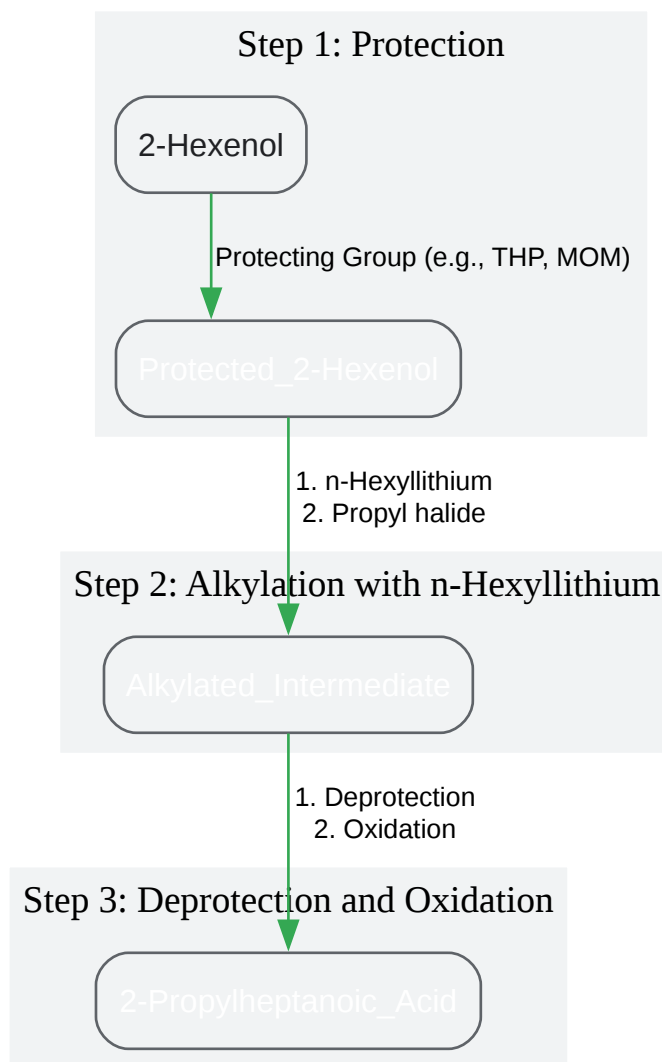 Step 1: Protection
2-Hexenol
Protecting Group (e.g., THP, MOM)
Protected_2-Hexenol
1. n-Hexyllithium
2. Propyl halide
Step 2: Alkylation with n-Hexyllithium
Alkylated_Intermediate
1. Deprotection
2. Oxidation
Step 3: Deprotection and Oxidation
2-Propylheptanoic_Acid